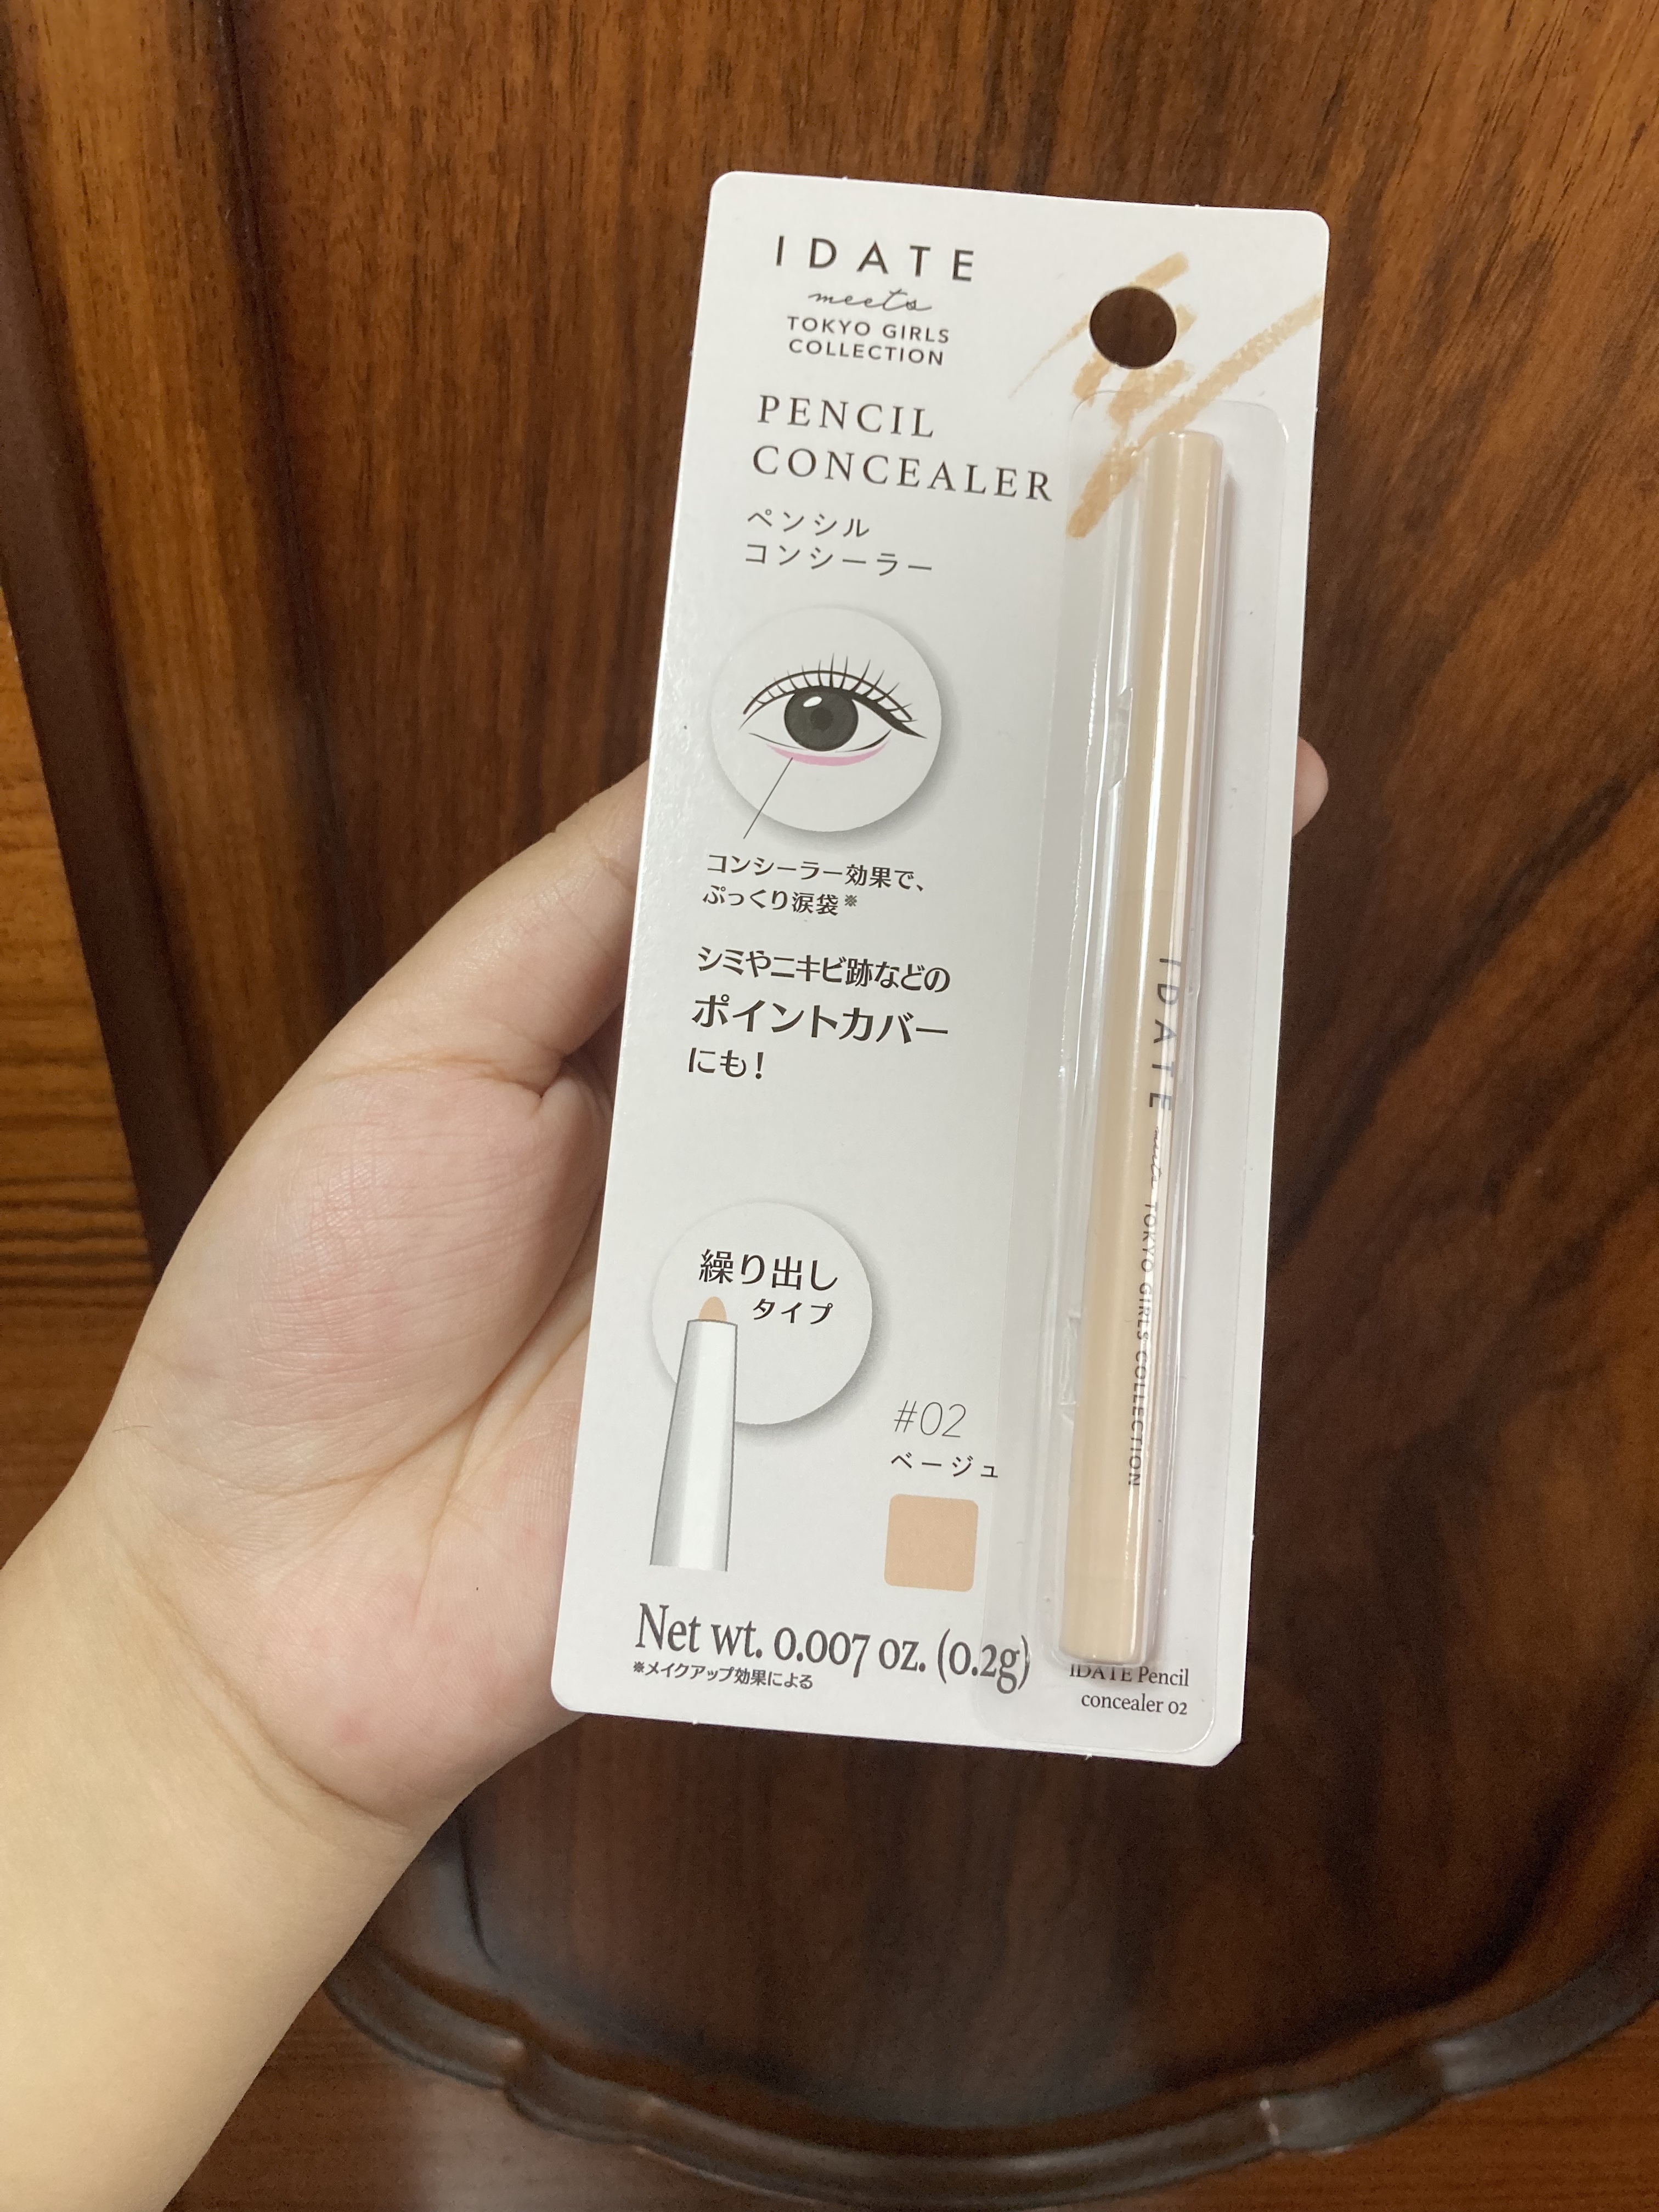 IDATE
meets
TOKYO GIRLS
COLLECTION
PENCIL
CONCEALER
ペンシル
コンシーラー
コンシーラー効果で、
ぷっくり涙袋※
シミやニキビ跡などの
ポイントカバー
にも!
繰り出し
タイプ
#02
ベージュ
Net wt. 0.007 oz. (0.2g)
※メイクアップ効果による
IDATE Pencil
concealer 02
IDATE meets TOKYO GIRLS COLLECTION